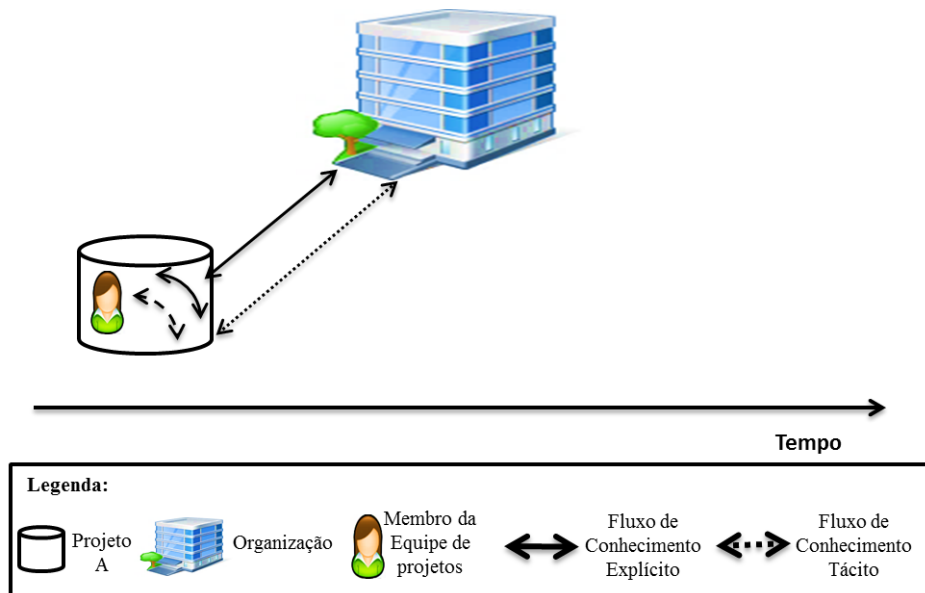 Tempo
Legenda:
Projeto
A
Organização
Membro da
Equipe de
projetos
Fluxo de
Conhecimento
Explícito
Fluxo de
Conhecimento
Tácito